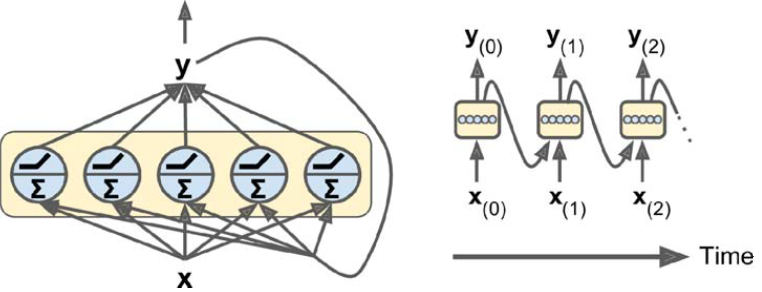 y
Σ Σ Σ Σ Σ
x
y(0) y(1) y(2)
x(0) x(1) x(2)
Time